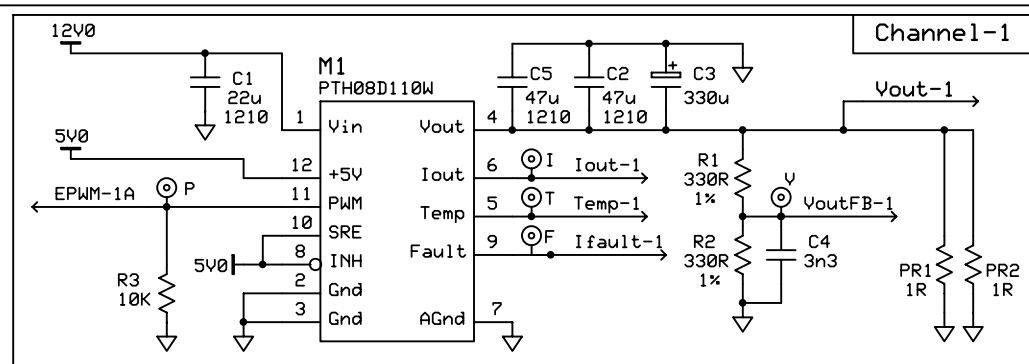 Channel-1
12V0
C1
22u
1210
5V0
EPWM-1A
P
R3
10K
5V0
M1
PTH08D110W
1 Vin
12 +5V
11 PWM
10 SRE
8 INH
2 Gnd
3 Gnd
Vout 4
Iout 6
Temp 5
Fault 9
AGnd 7
C5
47u
1210
C2
47u
1210
+
C3
330u
Vout-1
I Iout-1
T Temp-1
F Ifault-1
R1
330R
1%
V
VoutFB-1
R2
330R
1%
C4
3n3
PR1
1R
PR2
1R